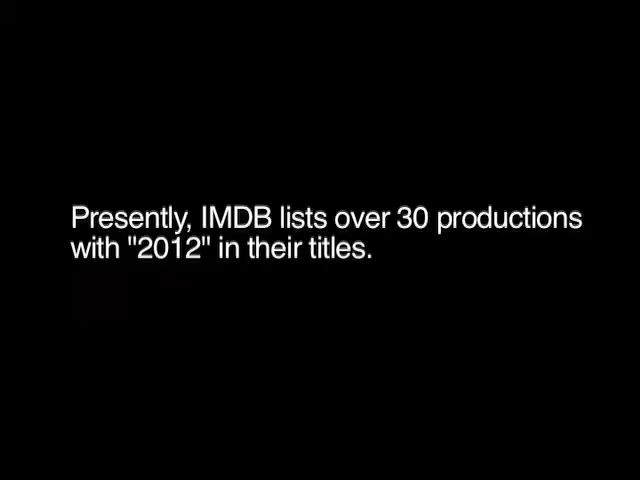 Presently, IMDB lists over 30 productions
with "2012" in their titles.